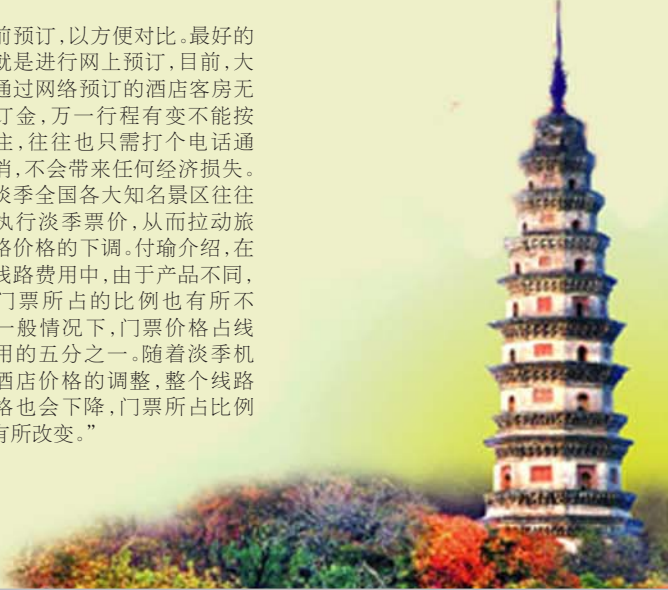 前预订,以方便对比。最好的
就是进行网上预订,目前,大
通过网络预订的酒店客房无
订金,万一行程有变不能按
住,往往也只需打个电话通
消,不会带来任何经济损失。
淡季全国各大知名景区往往
执行淡季票价,从而拉动旅
路价格的下调。付瑜介绍,在
线路费用中,由于产品不同,
门票所占的比例也有所不
一般情况下,门票价格占线
用的五分之一。随着淡季机
酒店价格的调整,整个线路
格也会下降,门票所占比例
有所改变。”